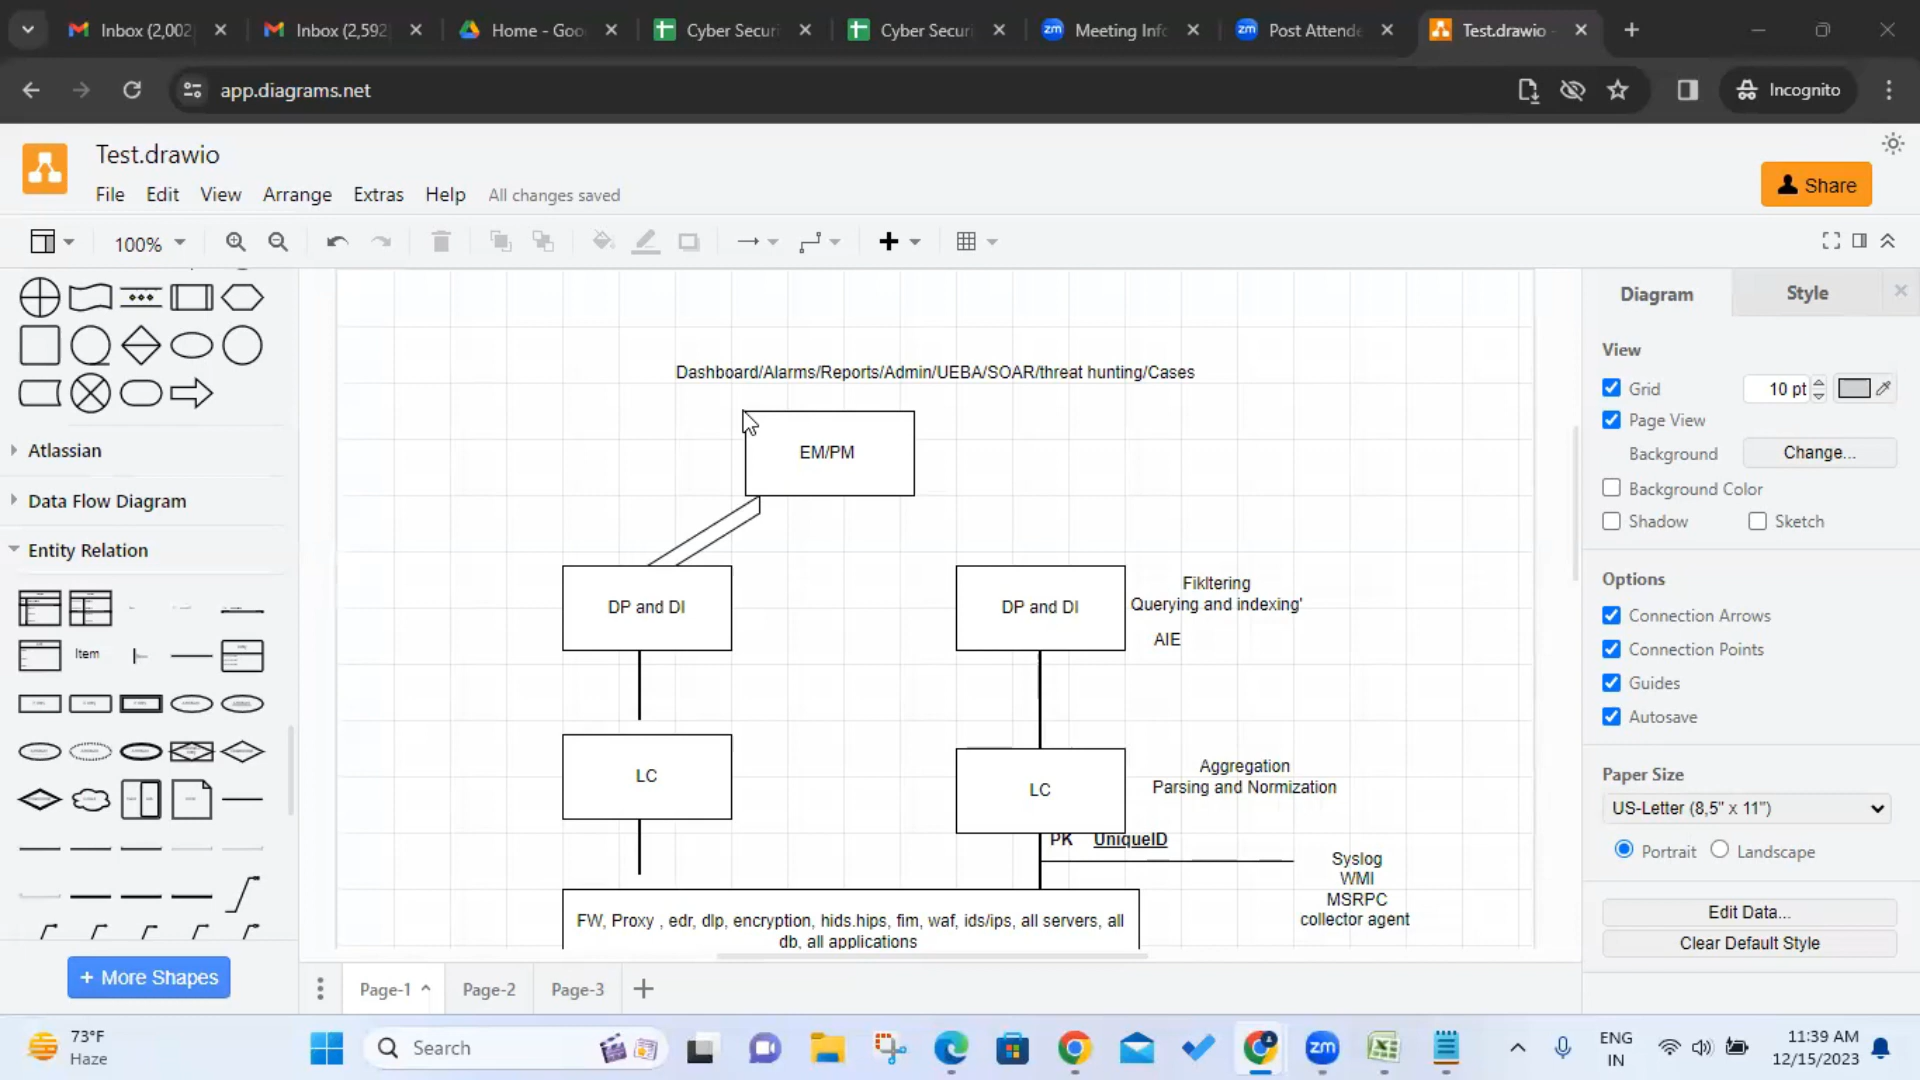 Inbox (2,002
Inbox (2,592
Home - Goo
Cyber Securi
Cyber Securi
zm
Meeting Info
zm
Post Attende
Test.drawio -
app.diagrams.net
Incognito
Test.drawio
File
Edit
View
Arrange
Extras
Help
All changes saved
Share
100%
Atlassian
Data Flow Diagram
Entity Relation
Item
+ More Shapes
Dashboard/Alarms/Reports/Admin/UEBA/SOAR/threat hunting/Cases
EM/PM
DP and DI
DP and DI
Fikltering
Querying and indexing'
AIE
LC
LC
Aggregation
Parsing and Normization
PK
UniqueID
Syslog
WMI
MSRPC
collector agent
FW, Proxy , edr, dlp, encryption, hids.hips, fim, waf, ids/ips, all servers, all
db, all applications
Diagram
Style
View
Grid
10 pt
Page View
Background
Change...
Background Color
Shadow
Sketch
Options
Connection Arrows
Connection Points
Guides
Autosave
Paper Size
US-Letter (8,5" x 11")
Portrait
Landscape
Edit Data...
Clear Default Style
Page-1
Page-2
Page-3
73°F
Haze
Search
zm
ENG
IN
11:39 AM
12/15/2023